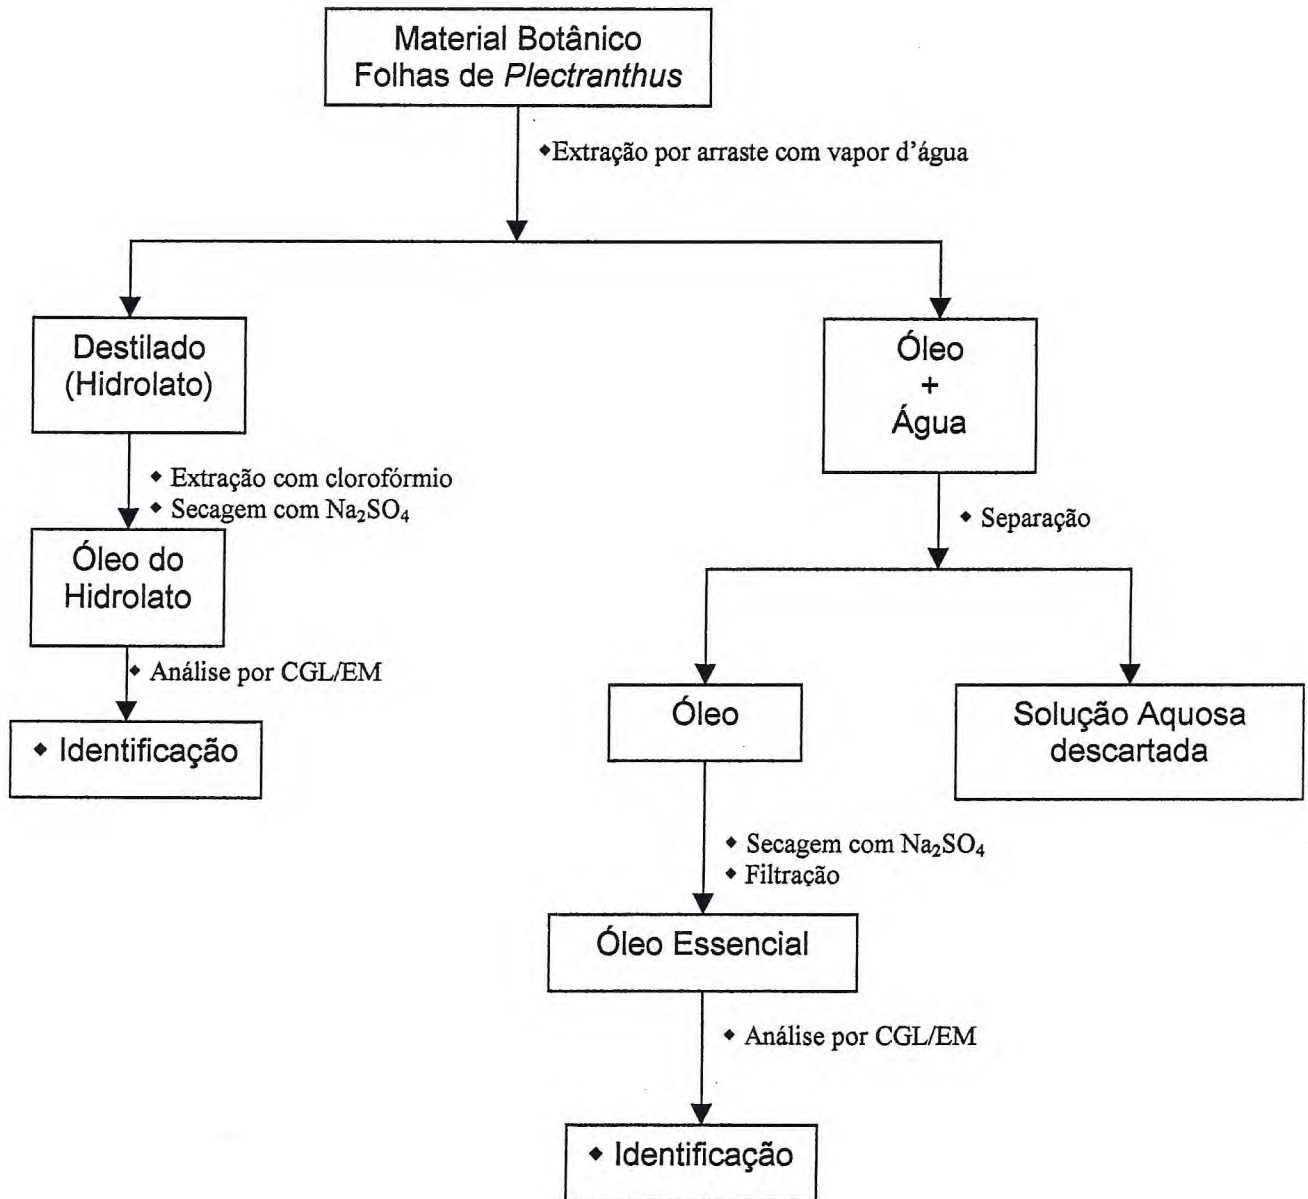 Material Botânico
Folhas de Plectranthus
◆Extração por arraste com vapor d'água
Destilado
(Hidrolato)
Óleo
+
Água
◆ Extração com clorofórmio
◆ Secagem com Na₂SO₄
◆ Separação
Óleo do
Hidrolato
◆ Análise por CGL/EM
◆ Identificação
Óleo
Solução Aquosa
descartada
◆ Secagem com Na₂SO₄
◆ Filtração
Óleo Essencial
◆ Análise por CGL/EM
◆ Identificação